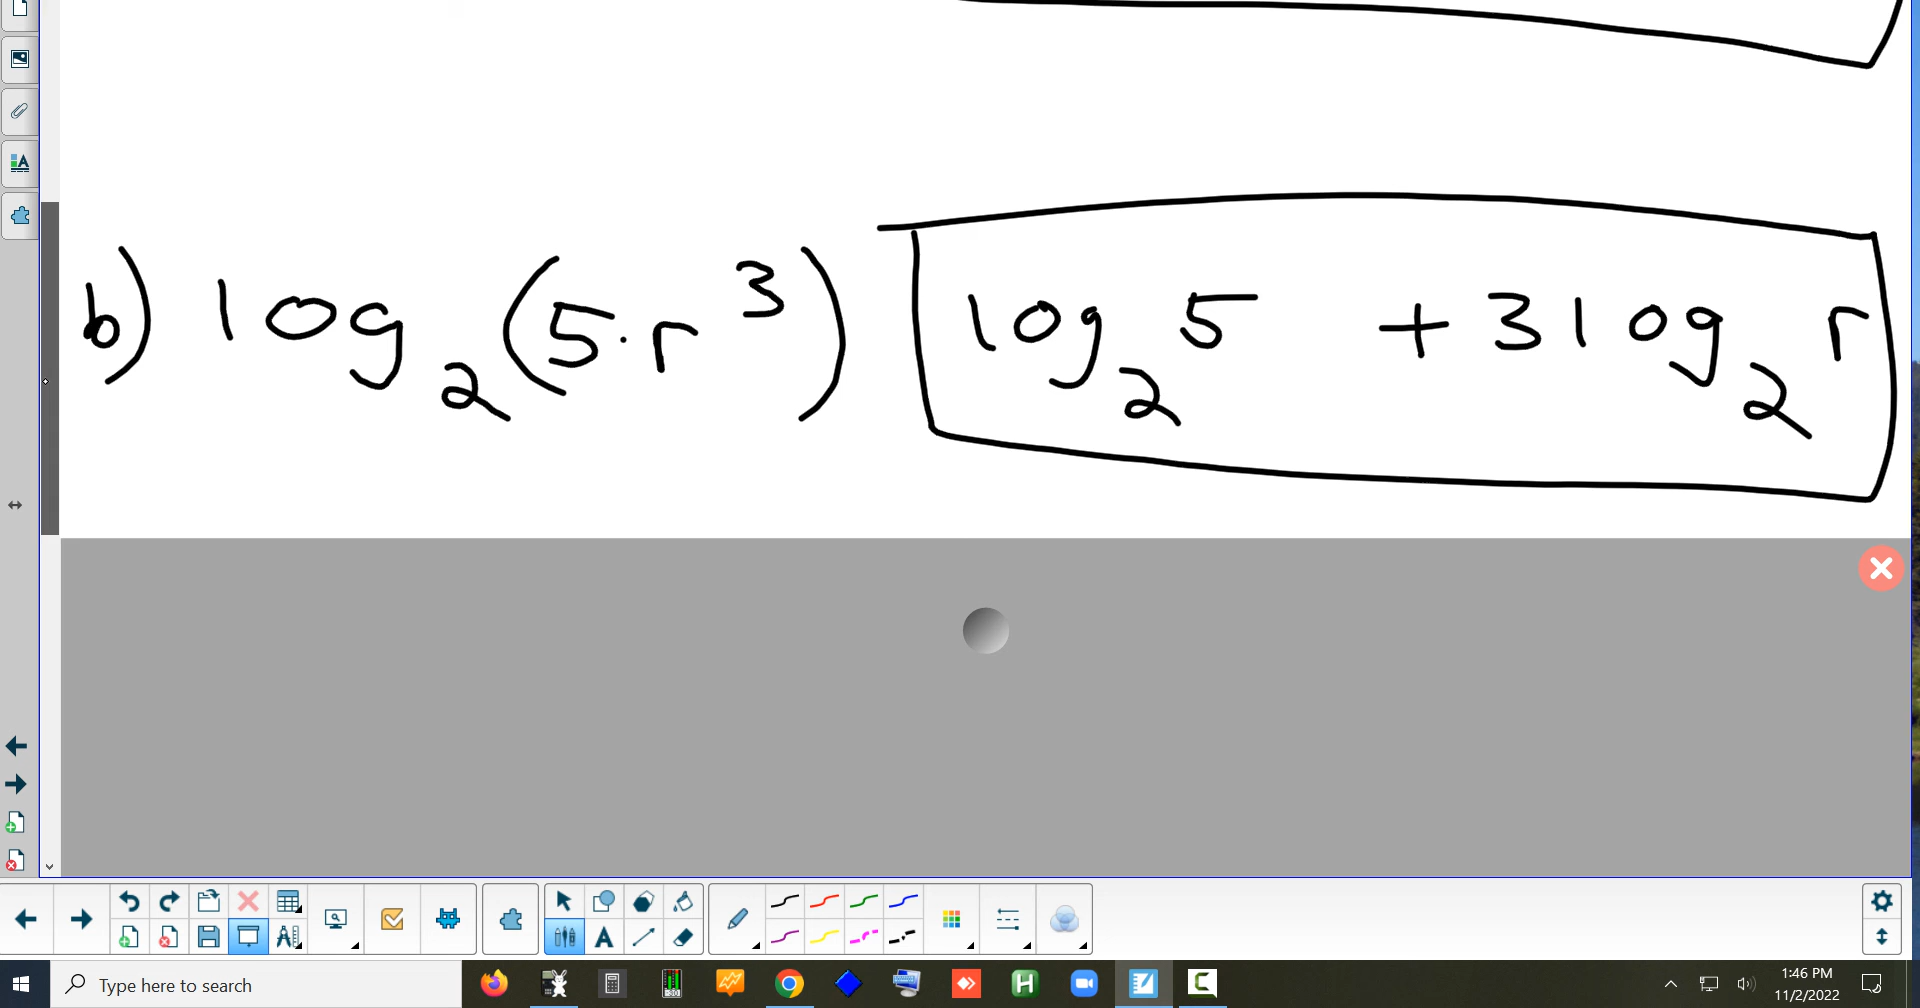 b) log₂(5·r³) log₂5 + 3log₂r
Type here to search
1:46 PM
11/2/2022